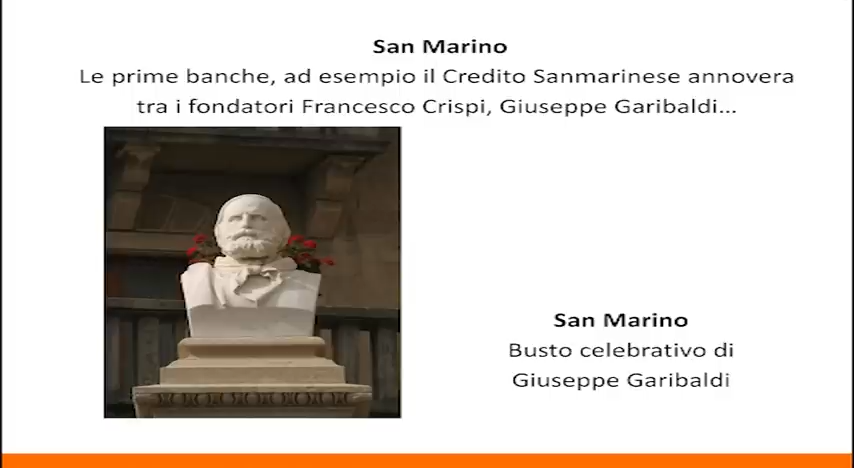 San Marino
Le prime banche, ad esempio il Credito Sanmarinese annovera
tra i fondatori Francesco Crispi, Giuseppe Garibaldi...
San Marino
Busto celebrativo di
Giuseppe Garibaldi